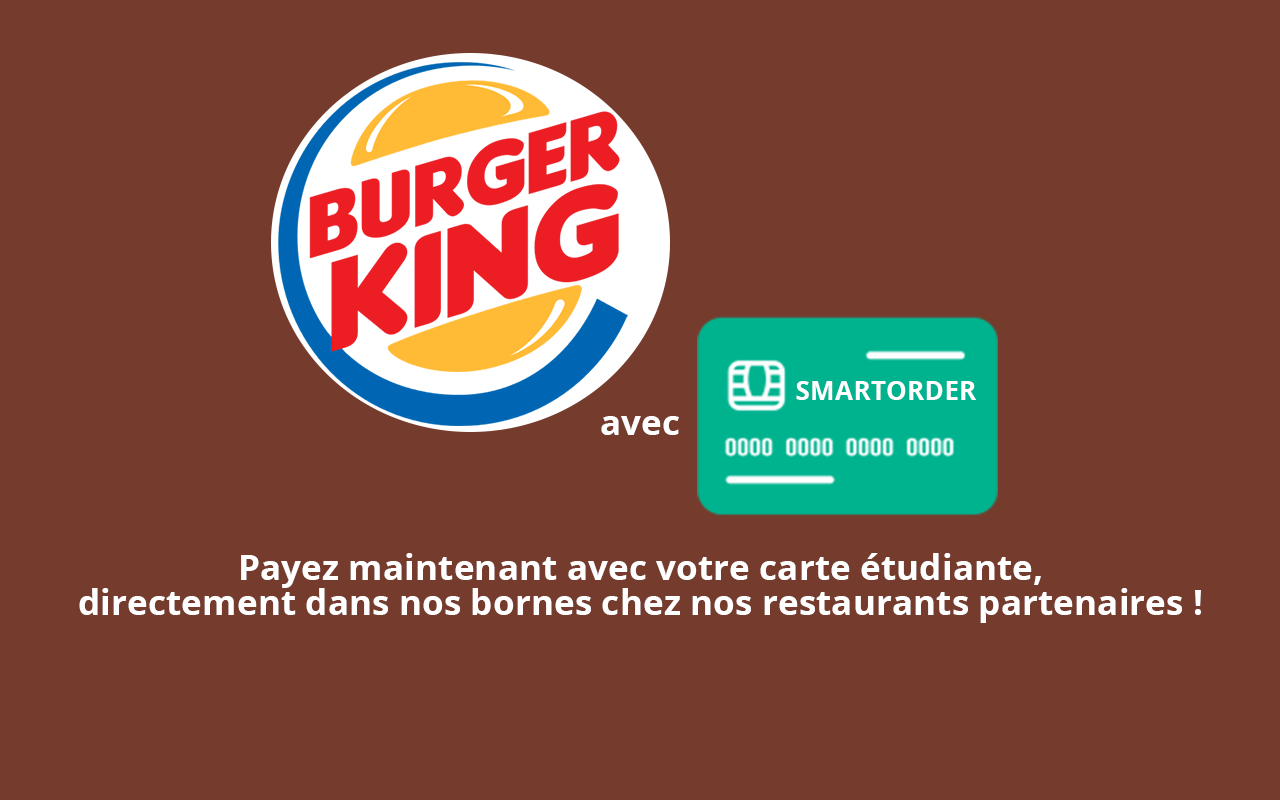 BURGER
KING
avec
SMARTORDER
0000 0000 0000 0000
Payez maintenant avec votre carte étudiante,
directement dans nos bornes chez nos restaurants partenaires !